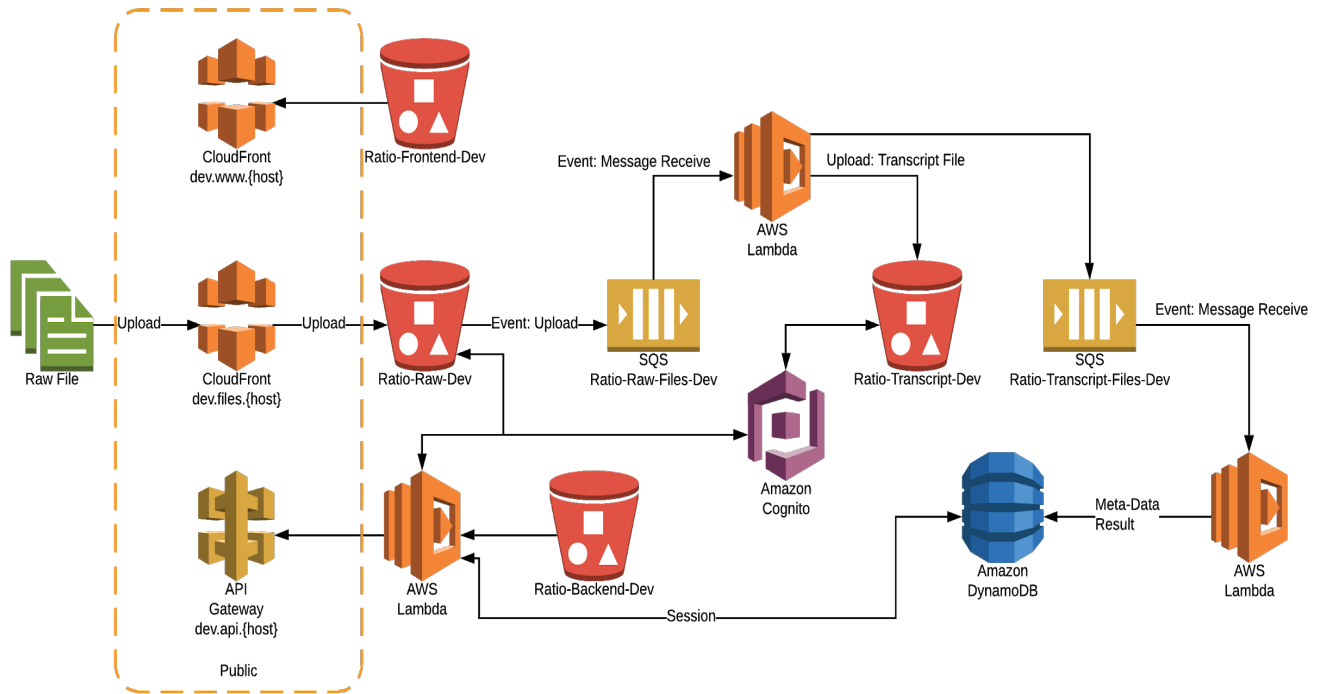 CloudFront
dev.www.{host}
Ratio-Frontend-Dev
Event: Message Receive
Upload: Transcript File
AWS
Lambda
Raw File
Upload
CloudFront
dev.files.{host}
Upload
Ratio-Raw-Dev
Event: Upload
SQS
Ratio-Raw-Files-Dev
Ratio-Transcript-Dev
SQS
Ratio-Transcript-Files-Dev
Event: Message Receive
Amazon
Cognito
API
Gateway
dev.api.{host}
AWS
Lambda
Ratio-Backend-Dev
Session
Amazon
DynamoDB
Meta-Data
Result
AWS
Lambda
Public